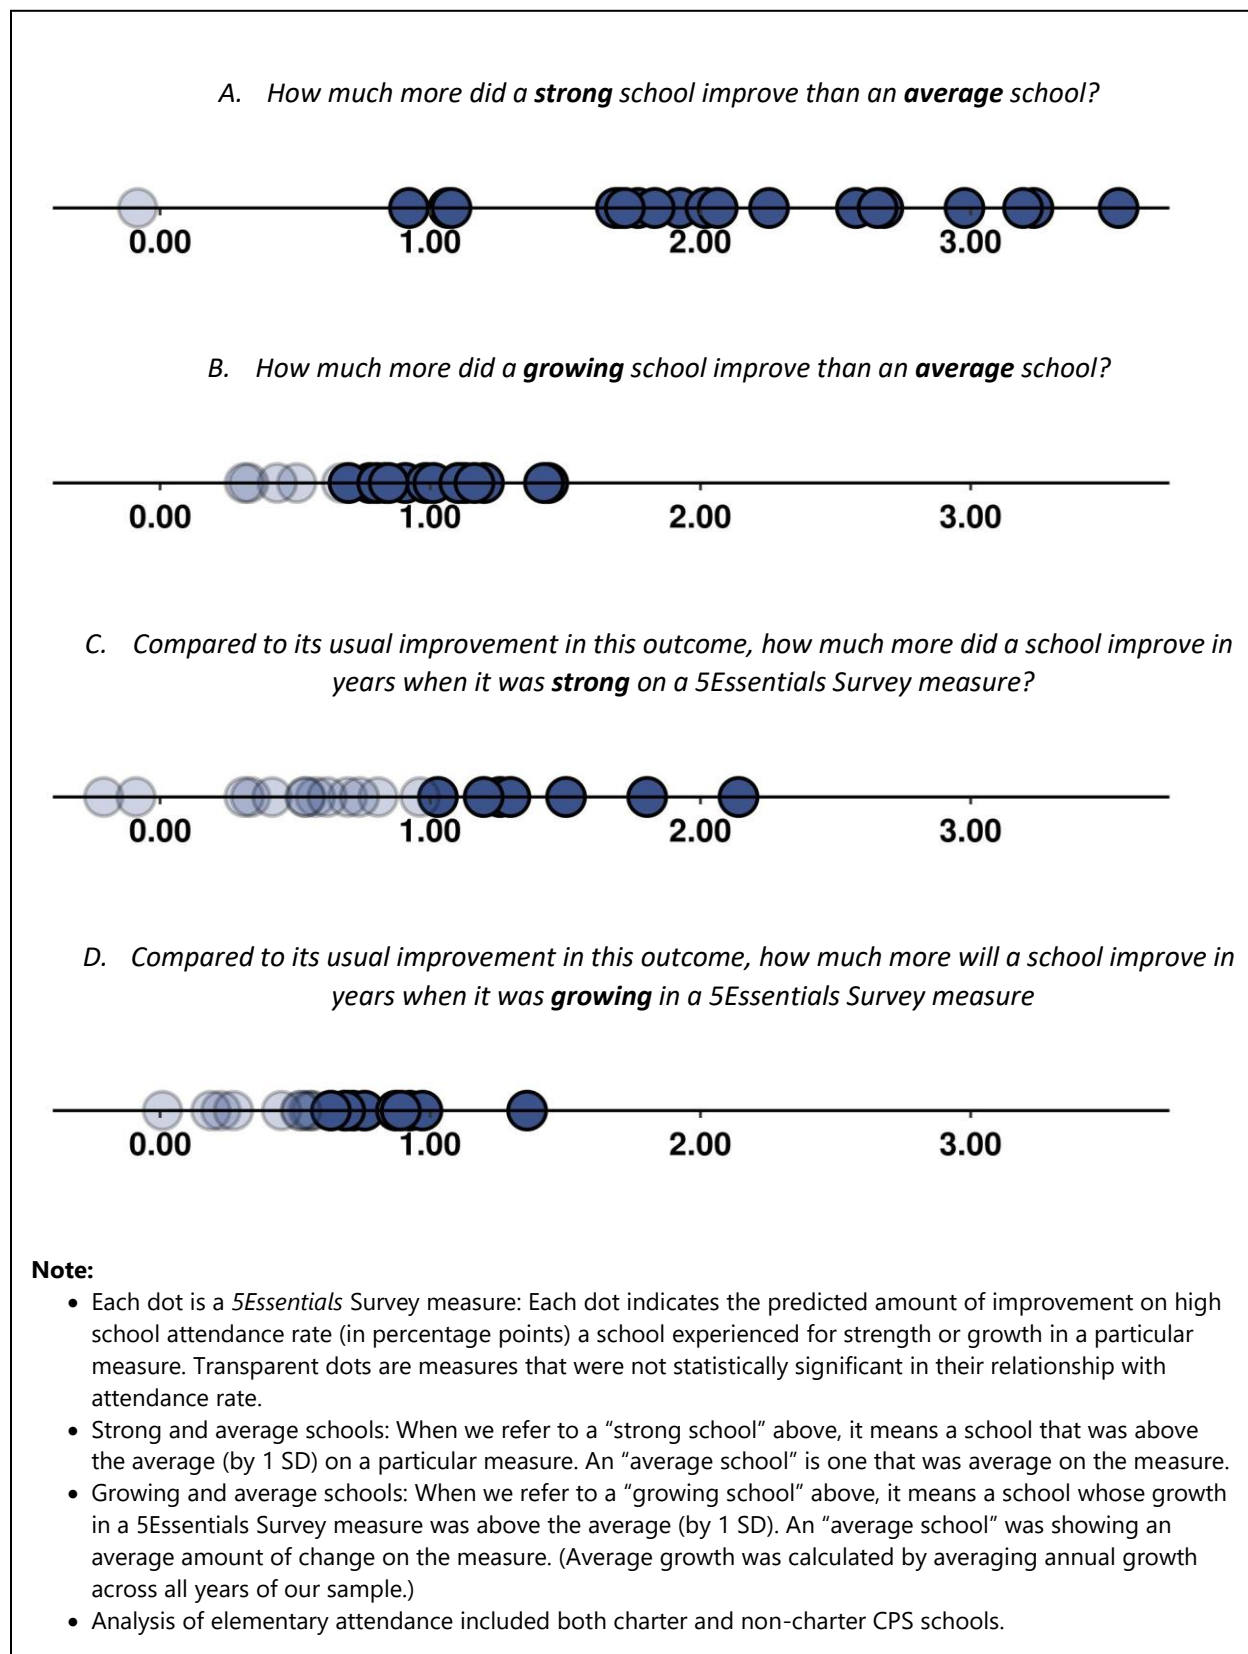 A. How much more did a strong school improve than an average school?
0.00 1.00 2.00 3.00
B. How much more did a growing school improve than an average school?
0.00 1.00 2.00 3.00
C. Compared to its usual improvement in this outcome, how much more did a school improve in
years when it was strong on a 5Essentials Survey measure?
0.00 1.00 2.00 3.00
D. Compared to its usual improvement in this outcome, how much more will a school improve in
years when it was growing in a 5Essentials Survey measure
0.00 1.00 2.00 3.00
Note:
• Each dot is a 5Essentials Survey measure: Each dot indicates the predicted amount of improvement on high
school attendance rate (in percentage points) a school experienced for strength or growth in a particular
measure. Transparent dots are measures that were not statistically significant in their relationship with
attendance rate.
• Strong and average schools: When we refer to a “strong school” above, it means a school that was above
the average (by 1 SD) on a particular measure. An “average school” is one that was average on the measure.
• Growing and average schools: When we refer to a “growing school” above, it means a school whose growth
in a 5Essentials Survey measure was above the average (by 1 SD). An “average school” was showing an
average amount of change on the measure. (Average growth was calculated by averaging annual growth
across all years of our sample.)
• Analysis of elementary attendance included both charter and non-charter CPS schools.